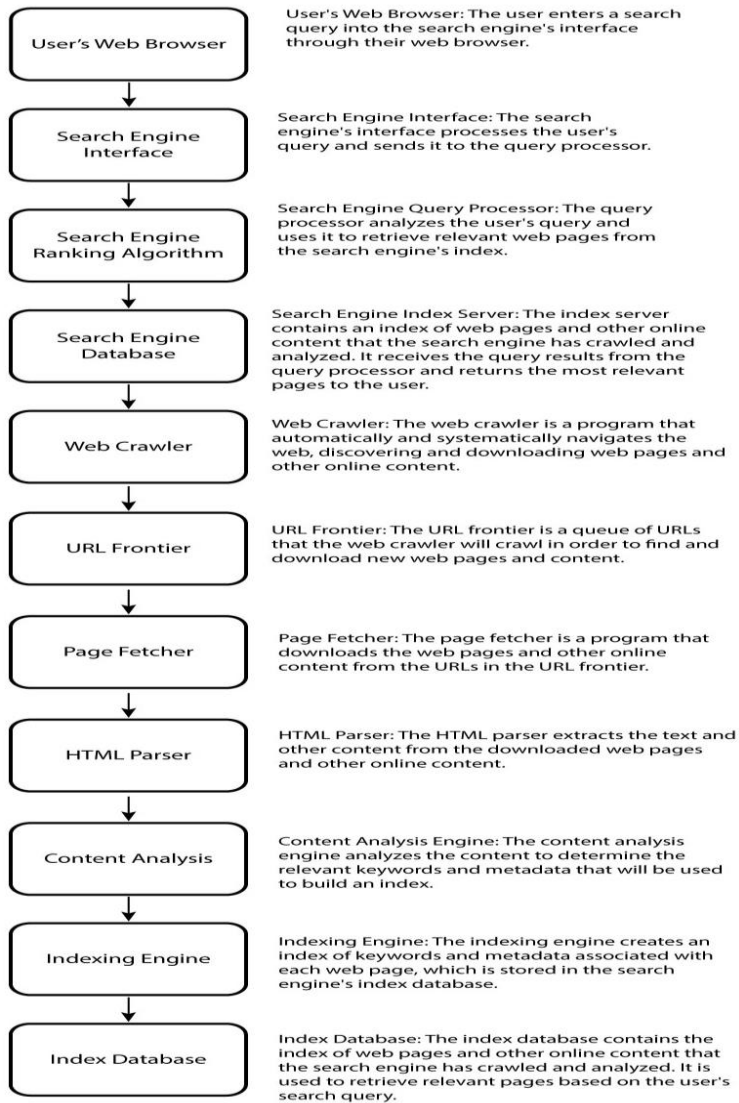 User's Web Browser
User's Web Browser: The user enters a search
query into the search engine's interface
through their web browser.
Search Engine
Interface
Search Engine Interface: The search
engine's interface processes the user's
query and sends it to the query processor.
Search Engine
Ranking Algorithm
Search Engine Query Processor: The query
processor analyzes the user's query and
uses it to retrieve relevant web pages from
the search engine's index.
Search Engine
Database
Search Engine Index Server: The index server
contains an index of web pages and other online
content that the search engine has crawled and
analyzed. It receives the query results from the
query processor and returns the most relevant
pages to the user.
Web Crawler
Web Crawler: The web crawler is a program that
automatically and systematically navigates the
web, discovering and downloading web pages and
other online content.
URL Frontier
URL Frontier: The URL frontier is a queue of URLs
that the web crawler will crawl in order to find and
download new web pages and content.
Page Fetcher
Page Fetcher: The page fetcher is a program that
downloads the web pages and other online
content from the URLs in the URL frontier.
HTML Parser
HTML Parser: The HTML parser extracts the text and
other content from the downloaded web pages
and other online content.
Content Analysis
Content Analysis Engine: The content analysis
engine analyzes the content to determine the
relevant keywords and metadata that will be used
to build an index.
Indexing Engine
Indexing Engine: The indexing engine creates an
index of keywords and metadata associated with
each web page, which is stored in the search
engine's index database.
Index Database
Index Database: The index database contains the
index of web pages and other online content that
the search engine has crawled and analyzed. It is
used to retrieve relevant pages based on the user's
search query.